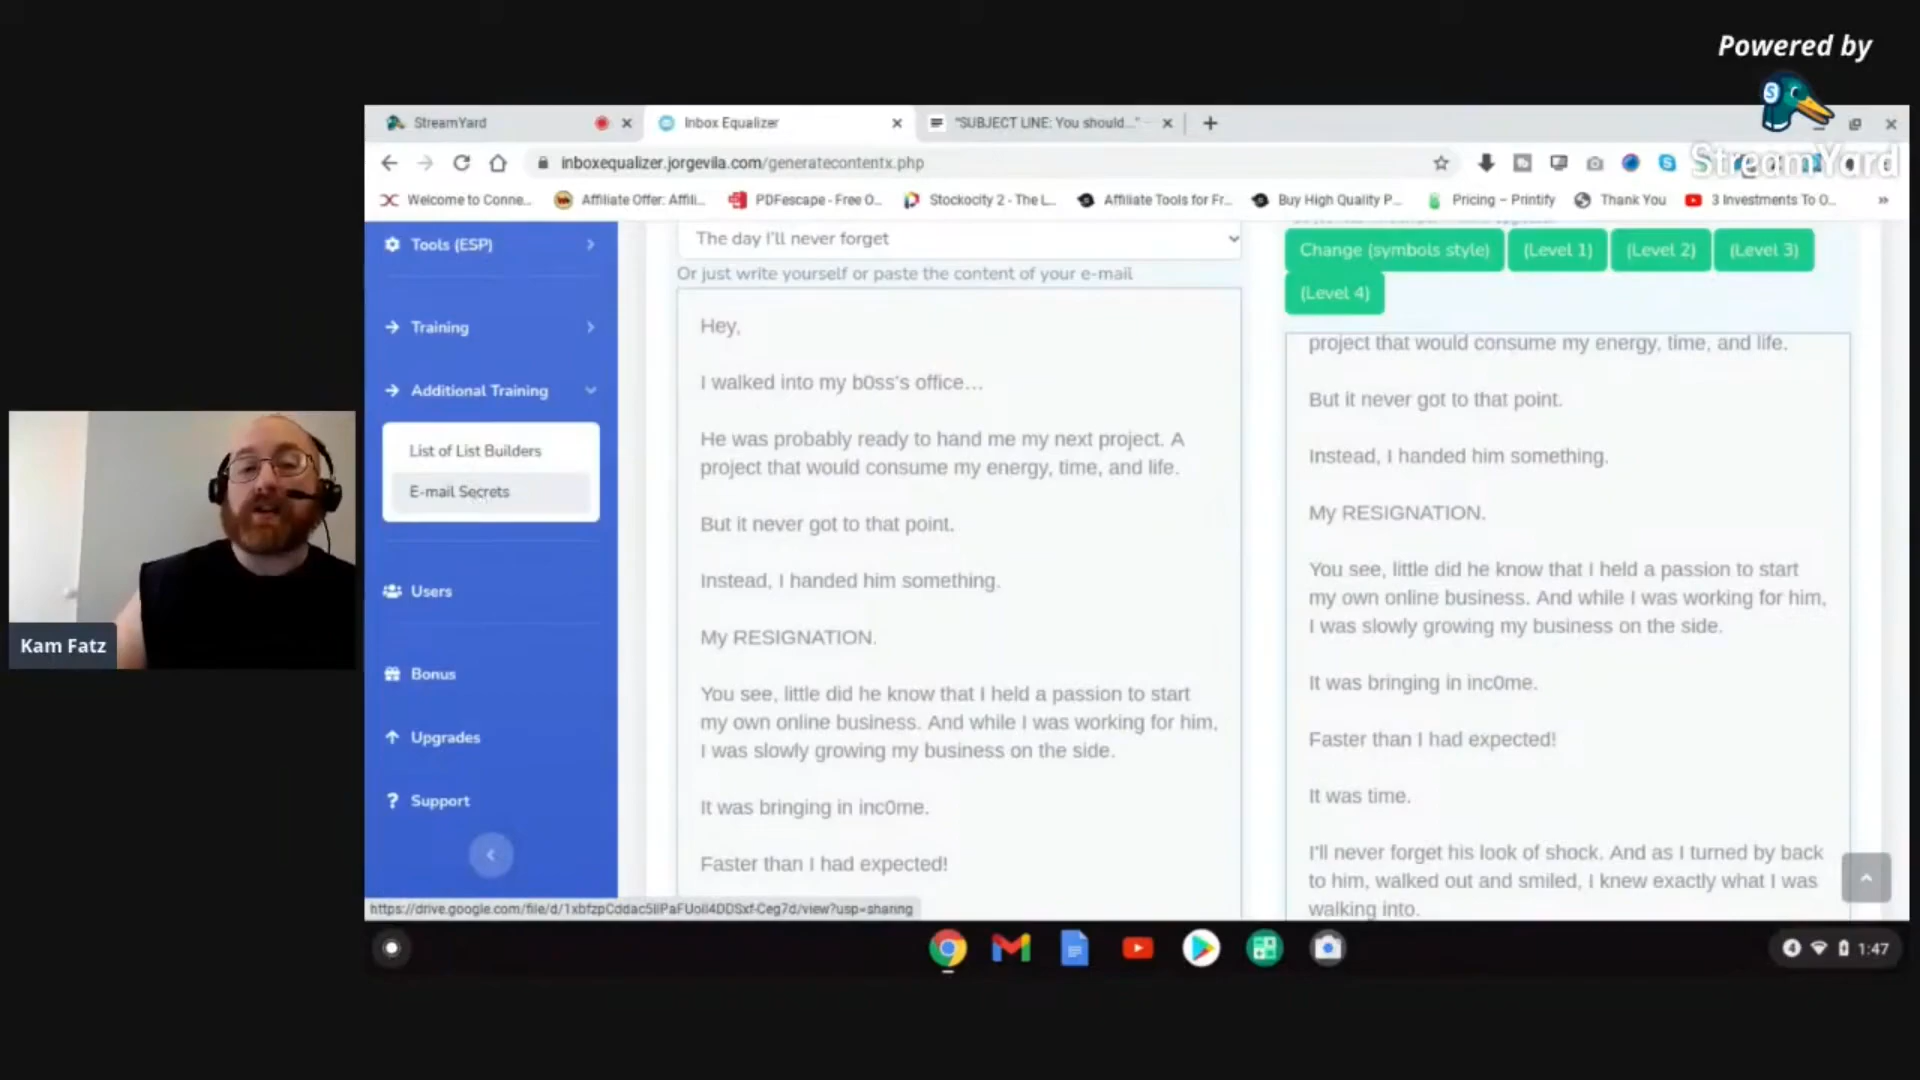 Powered by
StreamYard
StreamYard
Inbox Equalizer
"SUBJECT LINE: You should..."
inboxequalizer.jorgevila.com/generatecontentx.php
Welcome to Conne...
Affiliate Offer: Affili...
PDFescape - Free O...
Stockocity 2 - The L...
Affiliate Tools for Fr...
Buy High Quality P...
Pricing – Printify
Thank You
3 Investments To O...
Tools (ESP)
Training
Additional Training
List of List Builders
E-mail Secrets
Users
Bonus
Upgrades
Support
The day I'll never forget
Or just write yourself or paste the content of your e-mail
Hey,
I walked into my b0ss's office…
He was probably ready to hand me my next project. A
project that would consume my energy, time, and life.
But it never got to that point.
Instead, I handed him something.
My RESIGNATION.
You see, little did he know that I held a passion to start
my own online business. And while I was working for him,
I was slowly growing my business on the side.
It was bringing in inc0me.
Faster than I had expected!
Change (symbols style)
(Level 1)
(Level 2)
(Level 3)
(Level 4)
project that would consume my energy, time, and life.
But it never got to that point.
Instead, I handed him something.
My RESIGNATION.
You see, little did he know that I held a passion to start
my own online business. And while I was working for him,
I was slowly growing my business on the side.
It was bringing in inc0me.
Faster than I had expected!
It was time.
I'll never forget his look of shock. And as I turned by back
to him, walked out and smiled, I knew exactly what I was
walking into.
Kam Fatz
4
1:47